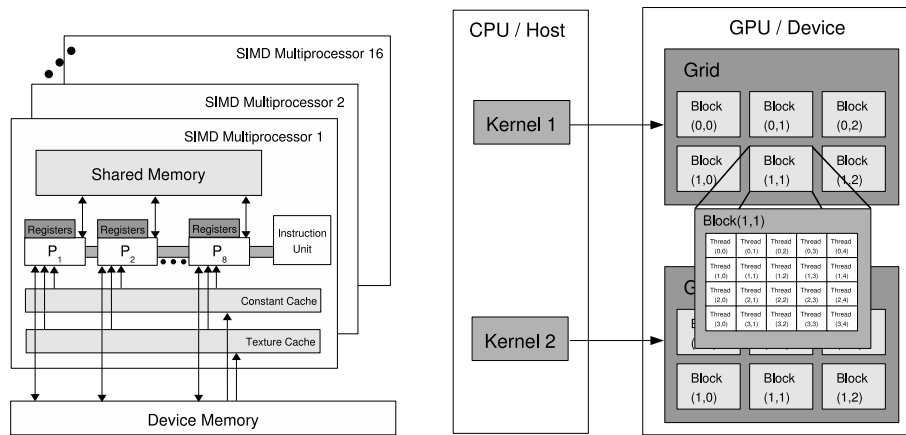 SIMD Multiprocessor 16
SIMD Multiprocessor 2
SIMD Multiprocessor 1
Shared Memory
Registers
Registers
Registers
P1
P2
P8
Instruction
Unit
Constant Cache
Texture Cache
Device Memory
CPU / Host
Kernel 1
Kernel 2
GPU / Device
Grid
Block
(0,0)
Block
(0,1)
Block
(0,2)
Block
(1,0)
Block
(1,1)
Block
(1,2)
Block(1,1)
Thread
(0,0)
Thread
(0,1)
Thread
(0,2)
Thread
(0,3)
Thread
(0,4)
Thread
(1,0)
Thread
(1,1)
Thread
(1,2)
Thread
(1,3)
Thread
(1,4)
Thread
(2,0)
Thread
(2,1)
Thread
(2,2)
Thread
(2,3)
Thread
(2,4)
Thread
(3,0)
Thread
(3,1)
Thread
(3,2)
Thread
(3,3)
Thread
(3,4)
Block
(1,0)
Block
(1,1)
Block
(1,2)